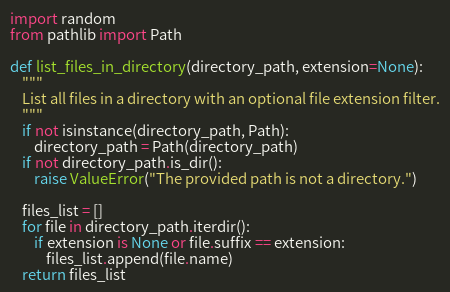 import random
from pathlib import Path

def list_files_in_directory(directory_path, extension=None):
    """
    List all files in a directory with an optional file extension filter.
    """
    if not isinstance(directory_path, Path):
        directory_path = Path(directory_path)
    if not directory_path.is_dir():
        raise ValueError("The provided path is not a directory.")

    files_list = []
    for file in directory_path.iterdir():
        if extension is None or file.suffix == extension:
            files_list.append(file.name)
    return files_list